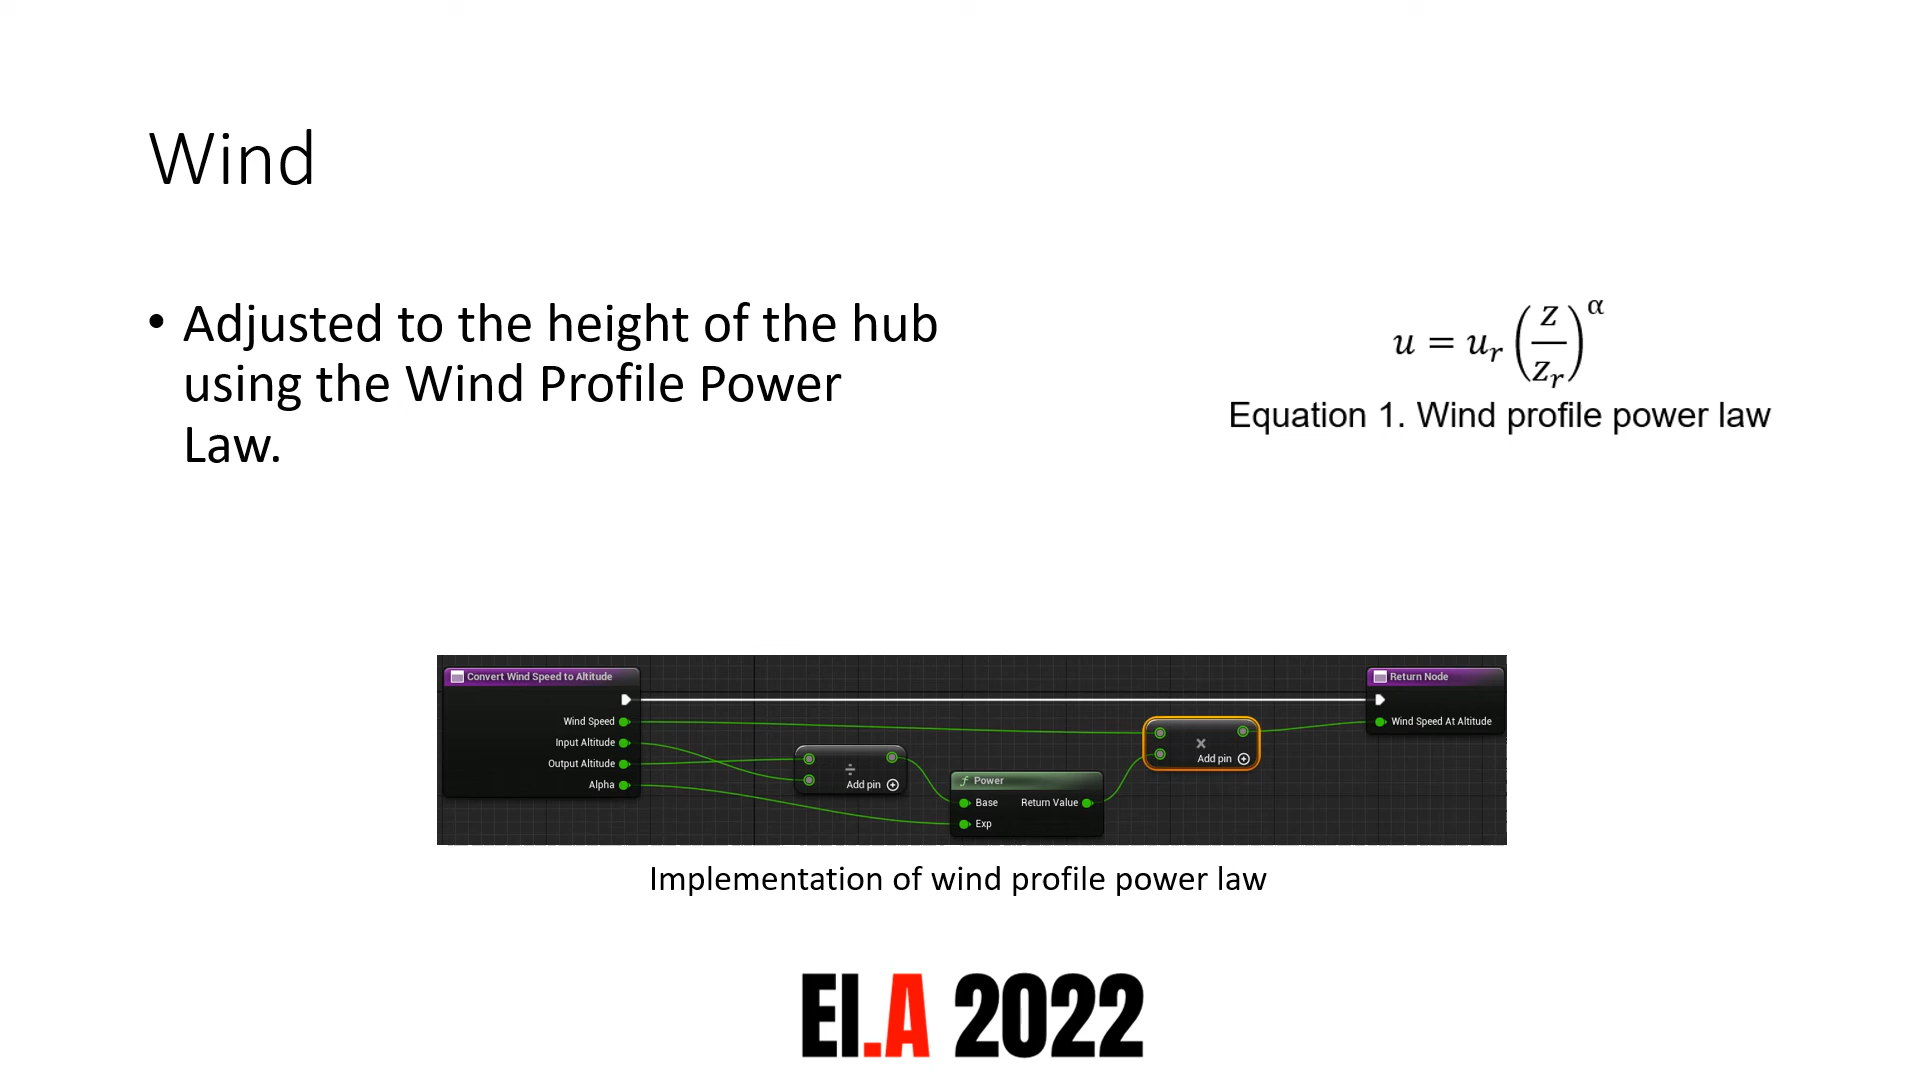 Wind
• Adjusted to the height of the hub
using the Wind Profile Power
Law.
u = u_r (z/z_r)^α
Equation 1. Wind profile power law
Convert Wind Speed to Altitude
Wind Speed
Input Altitude
Output Altitude
Alpha
÷
Add pin
f Power
Base Return Value
Exp
×
Add pin
Return Node
Wind Speed At Altitude
Implementation of wind profile power law
EI.A 2022